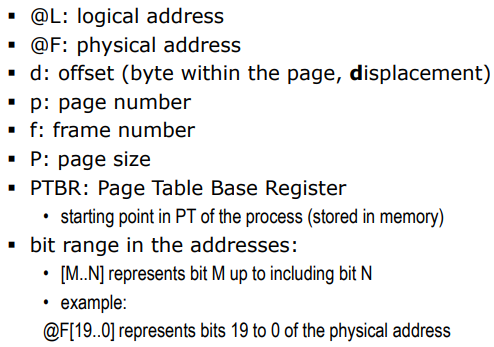 ▪ @L: logical address
▪ @F: physical address
▪ d: offset (byte within the page, displacement)
▪ p: page number
▪ f: frame number
▪ P: page size
▪ PTBR: Page Table Base Register
• starting point in PT of the process (stored in memory)
▪ bit range in the addresses:
• [M..N] represents bit M up to including bit N
• example:
@F[19..0] represents bits 19 to 0 of the physical address